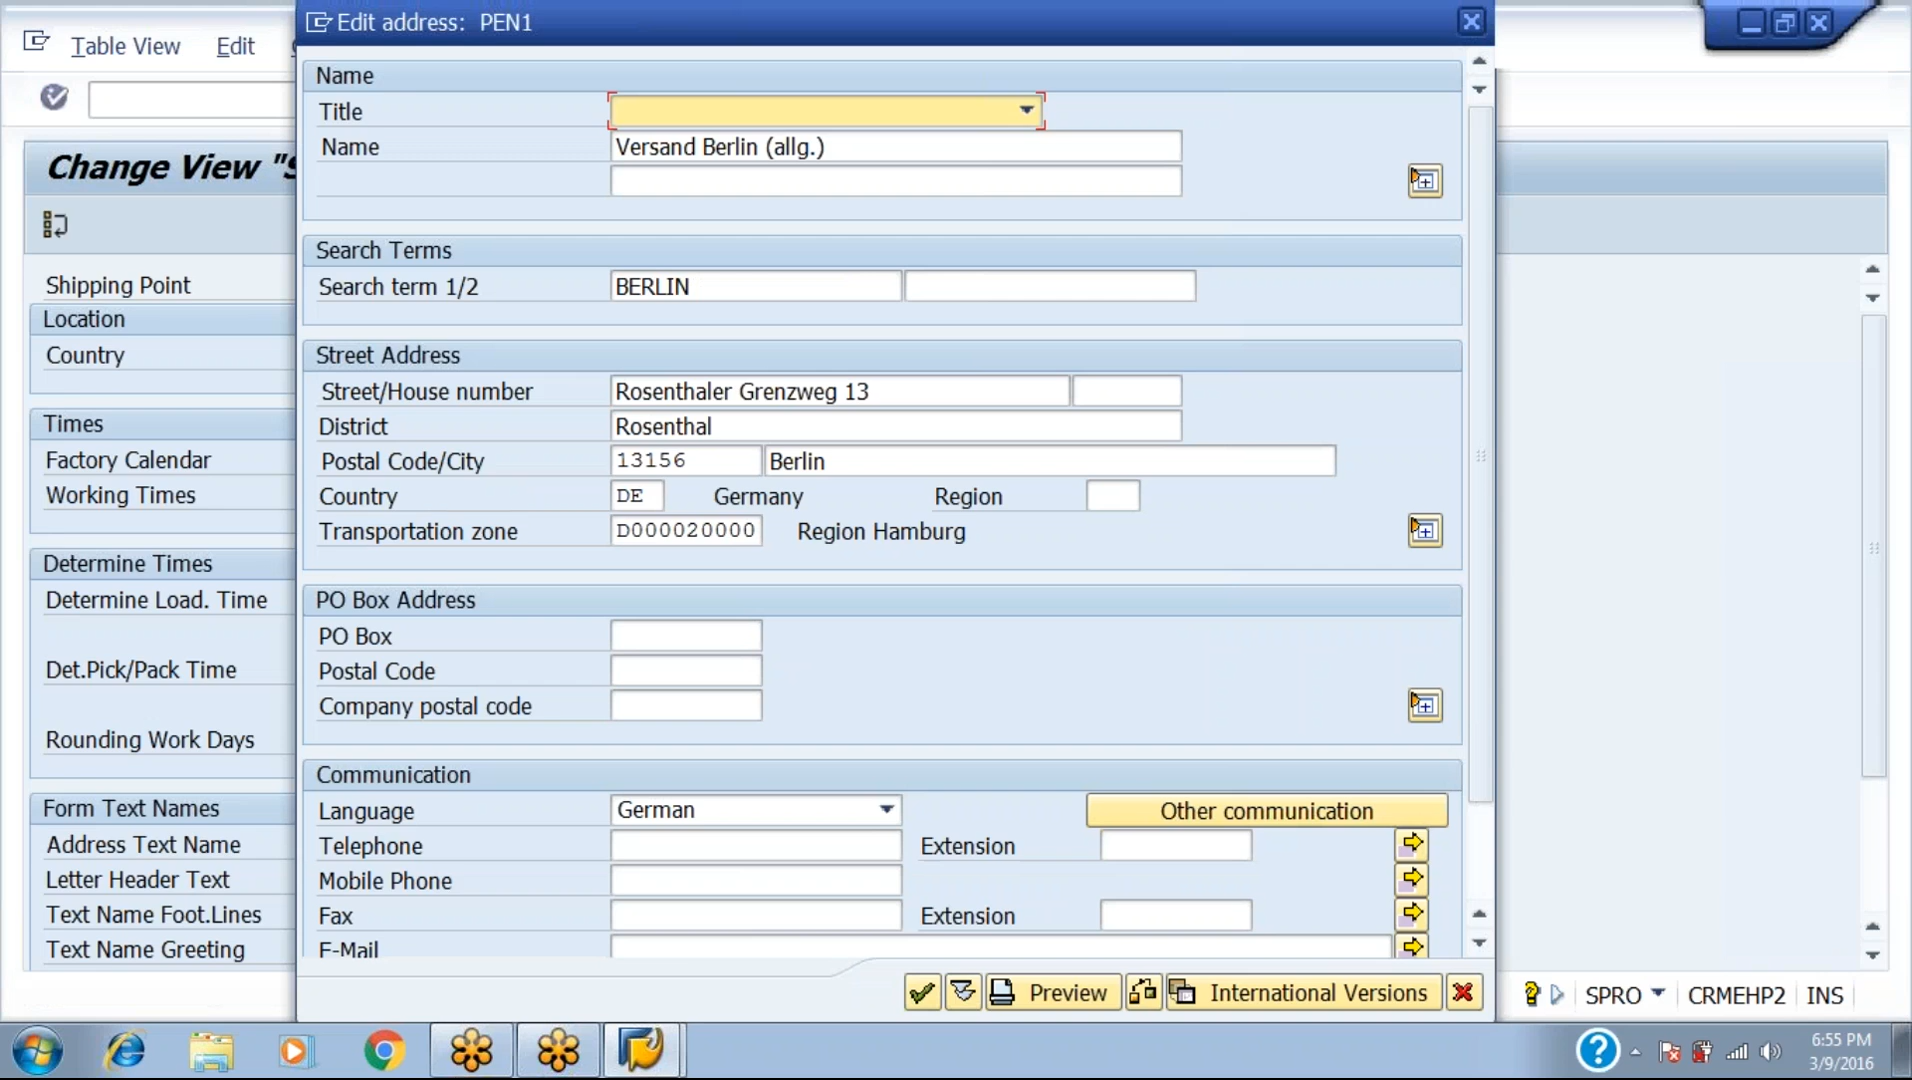 Edit address: PEN1
Table View Edit
Change View "S
Shipping Point
Location
Country
Times
Factory Calendar
Working Times
Determine Times
Determine Load. Time
Det.Pick/Pack Time
Rounding Work Days
Form Text Names
Address Text Name
Letter Header Text
Text Name Foot.Lines
Text Name Greeting
Name
Title
Name Versand Berlin (allg.)
Search Terms
Search term 1/2 BERLIN
Street Address
Street/House number Rosenthaler Grenzweg 13
District Rosenthal
Postal Code/City 13156 Berlin
Country DE Germany Region
Transportation zone D000020000 Region Hamburg
PO Box Address
PO Box
Postal Code
Company postal code
Communication
Language German Other communication
Telephone Extension
Mobile Phone
Fax Extension
E-Mail
Preview International Versions
SPRO CRMEHP2 INS
6:55 PM
3/9/2016